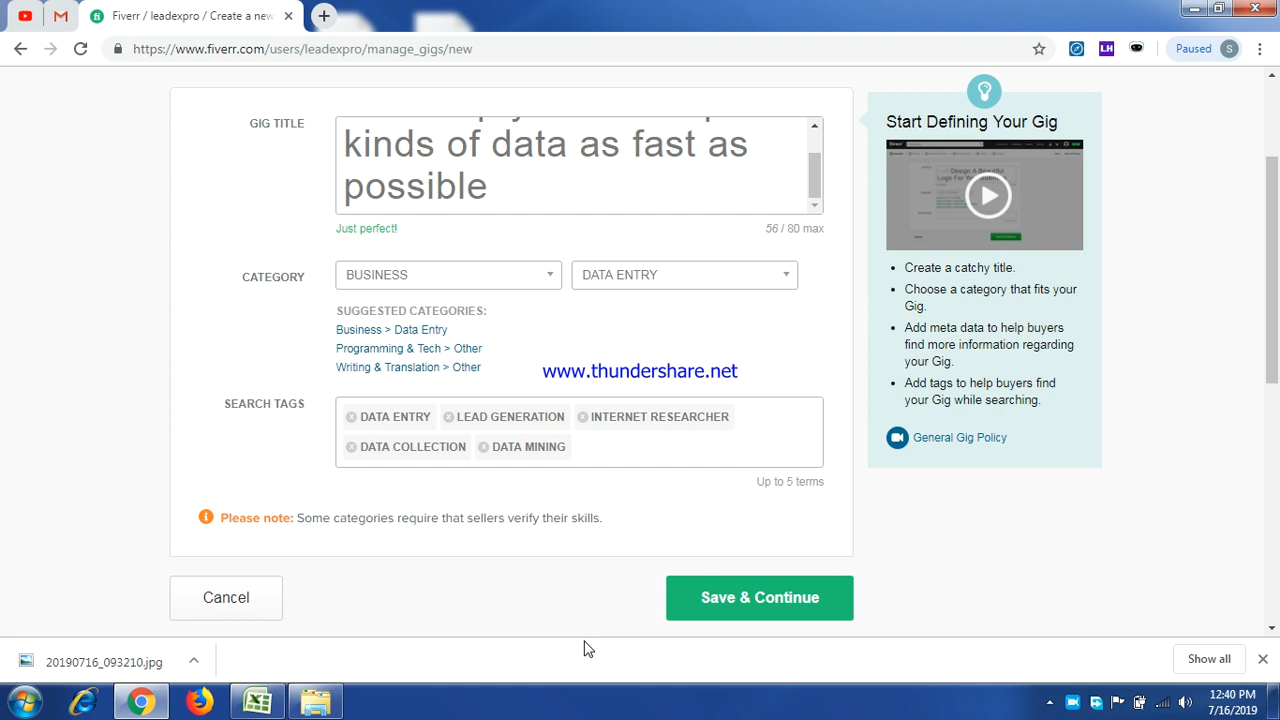 Fiverr / leadexpro / Create a new
https://www.fiverr.com/users/leadexpro/manage_gigs/new
Paused
S
LH
GIG TITLE
kinds of data as fast as
possible
Just perfect!
56 / 80 max
CATEGORY
BUSINESS
DATA ENTRY
SUGGESTED CATEGORIES:
Business > Data Entry
Programming & Tech > Other
Writing & Translation > Other
www.thundershare.net
SEARCH TAGS
DATA ENTRY
LEAD GENERATION
INTERNET RESEARCHER
DATA COLLECTION
DATA MINING
Up to 5 terms
Please note: Some categories require that sellers verify their skills.
Cancel
Save & Continue
Start Defining Your Gig
Create a catchy title.
Choose a category that fits your
Gig.
Add meta data to help buyers
find more information regarding
your Gig.
Add tags to help buyers find
your Gig while searching.
General Gig Policy
20190716_093210.jpg
Show all
12:40 PM
7/16/2019